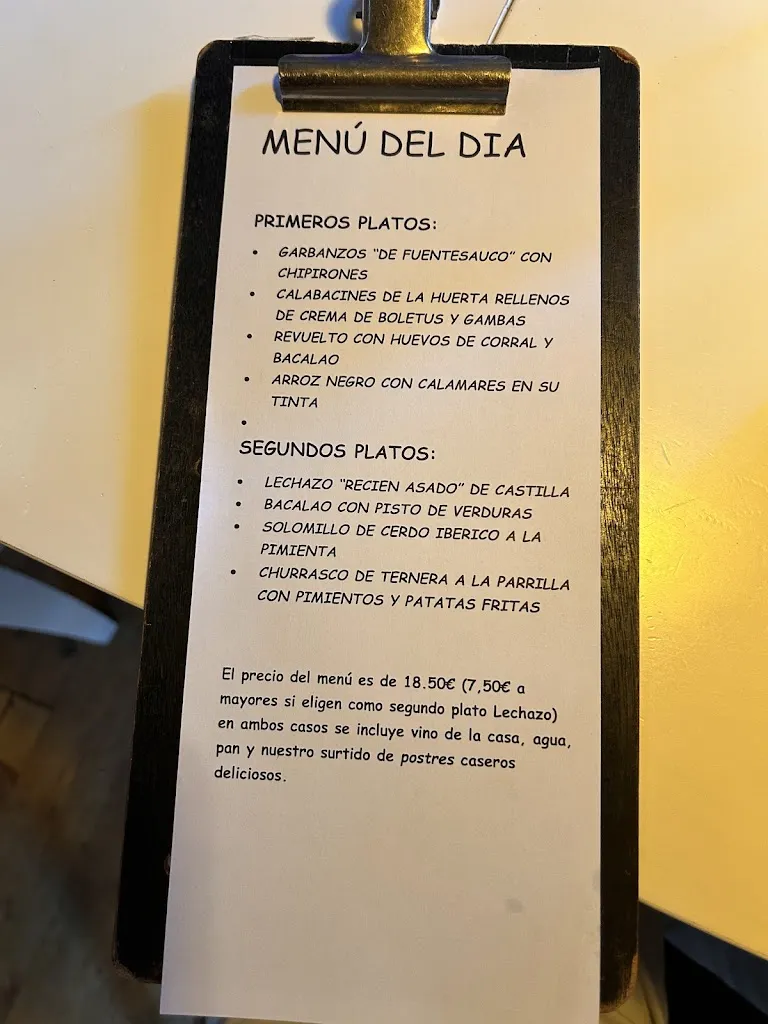 MENÚ DEL DIA
PRIMEROS PLATOS:
• GARBANZOS “DE FUENTESAUCO” CON
CHIPIRONES
• CALABACINES DE LA HUERTA RELLENOS
DE CREMA DE BOLETUS Y GAMBAS
• REVUELTO CON HUEVOS DE CORRAL Y
BACALAO
• ARROZ NEGRO CON CALAMARES EN SU
TINTA
•
SEGUNDOS PLATOS:
• LECHAZO “RECIEN ASADO” DE CASTILLA
• BACALAO CON PISTO DE VERDURAS
• SOLOMILLO DE CERDO IBERICO A LA
PIMIENTA
• CHURRASCO DE TERNERA A LA PARRILLA
CON PIMIENTOS Y PATATAS FRITAS
El precio del menú es de 18.50€ (7,50€ a
mayores si eligen como segundo plato Lechazo)
en ambos casos se incluye vino de la casa, agua,
pan y nuestro surtido de postres caseros
deliciosos.